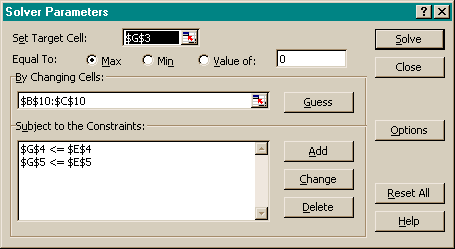 Solver Parameters
Set Target Cell: $G$3
Solve
Equal To: Max Min Value of: 0
Close
By Changing Cells:
$B$10:$C$10
Guess
Subject to the Constraints:
Options
$G$4 <= $E$4
$G$5 <= $E$5
Add
Change
Reset All
Delete
Help